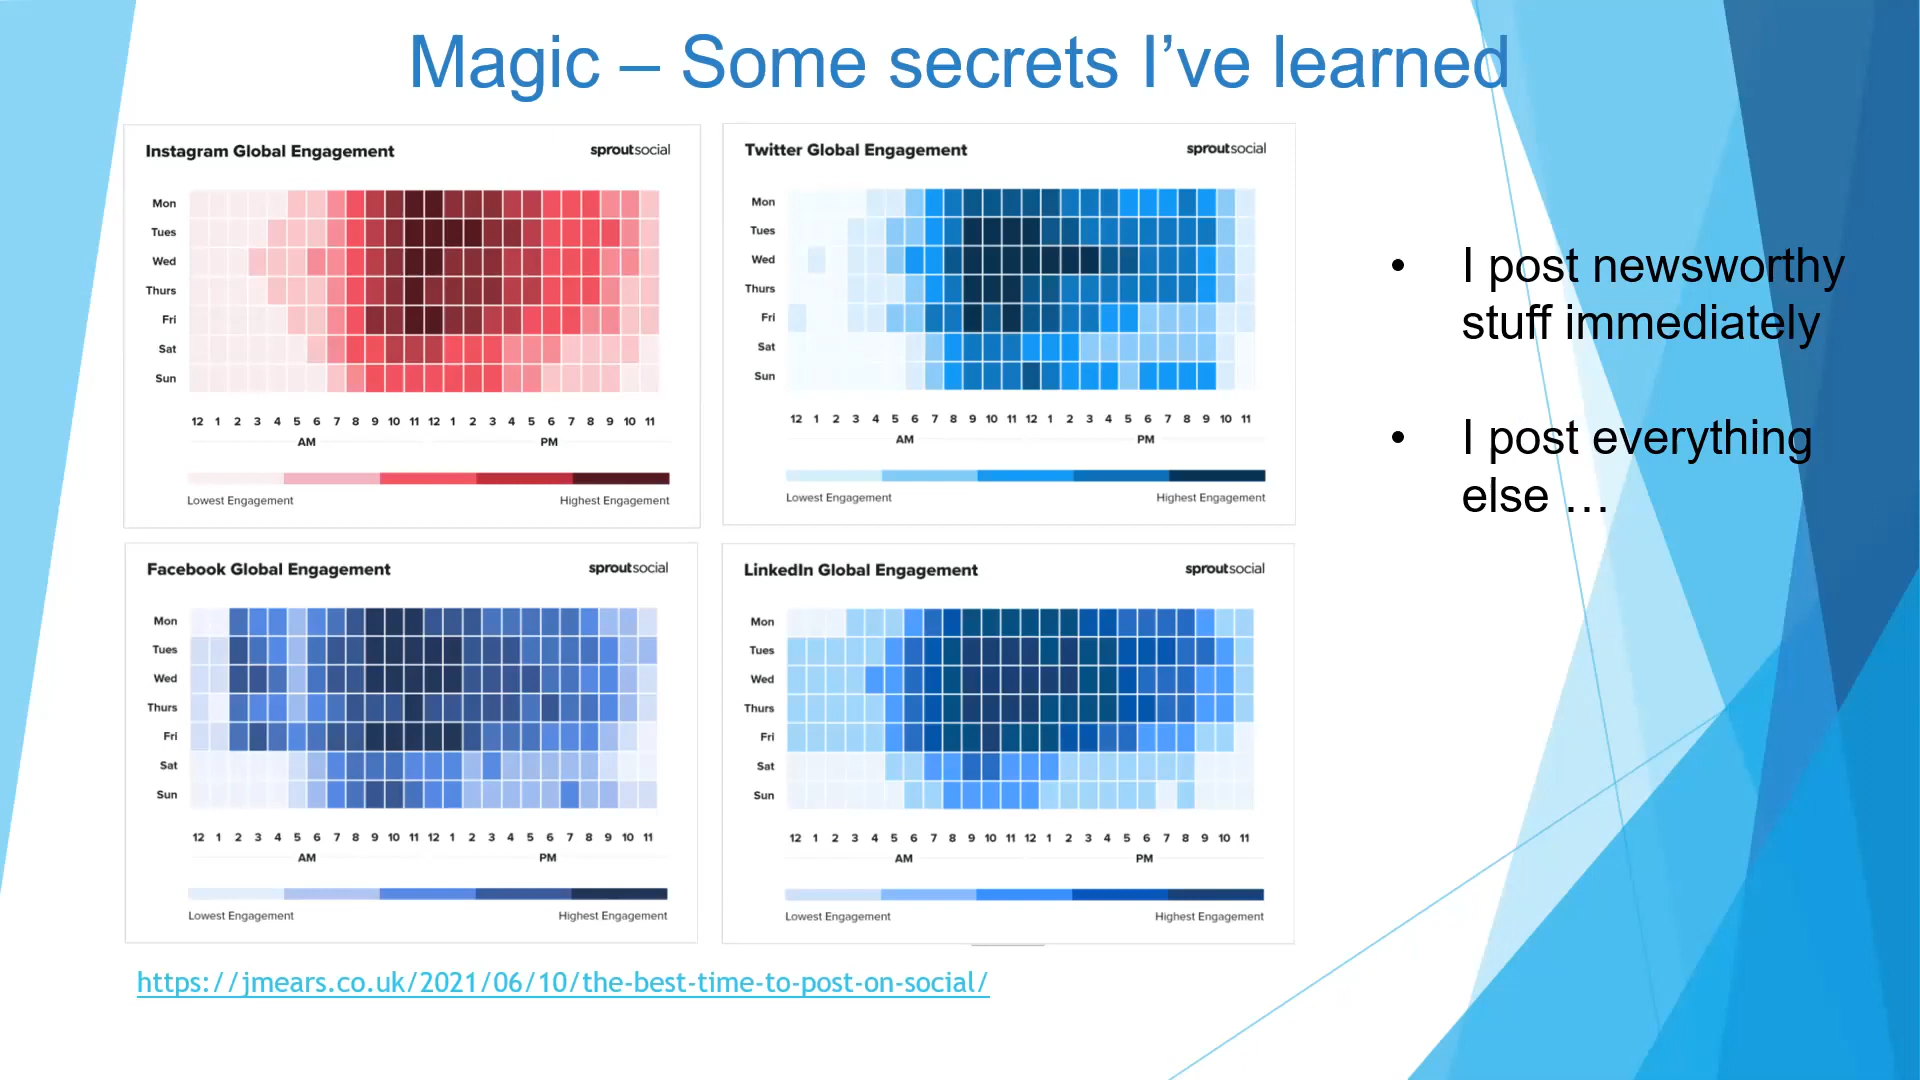 Magic – Some secrets I’ve learned
Instagram Global Engagement
sproutsocial
Mon
Tues
Wed
Thurs
Fri
Sat
Sun
12 1 2 3 4 5 6 7 8 9 10 11 12 1 2 3 4 5 6 7 8 9 10 11
AM PM
Lowest Engagement Highest Engagement
Twitter Global Engagement
sproutsocial
Mon
Tues
Wed
Thurs
Fri
Sat
Sun
12 1 2 3 4 5 6 7 8 9 10 11 12 1 2 3 4 5 6 7 8 9 10 11
AM PM
Lowest Engagement Highest Engagement
Facebook Global Engagement
sproutsocial
Mon
Tues
Wed
Thurs
Fri
Sat
Sun
12 1 2 3 4 5 6 7 8 9 10 11 12 1 2 3 4 5 6 7 8 9 10 11
AM PM
Lowest Engagement Highest Engagement
LinkedIn Global Engagement
sproutsocial
Mon
Tues
Wed
Thurs
Fri
Sat
Sun
12 1 2 3 4 5 6 7 8 9 10 11 12 1 2 3 4 5 6 7 8 9 10 11
AM PM
Lowest Engagement Highest Engagement
• I post newsworthy
stuff immediately
• I post everything
else …
https://jmears.co.uk/2021/06/10/the-best-time-to-post-on-social/